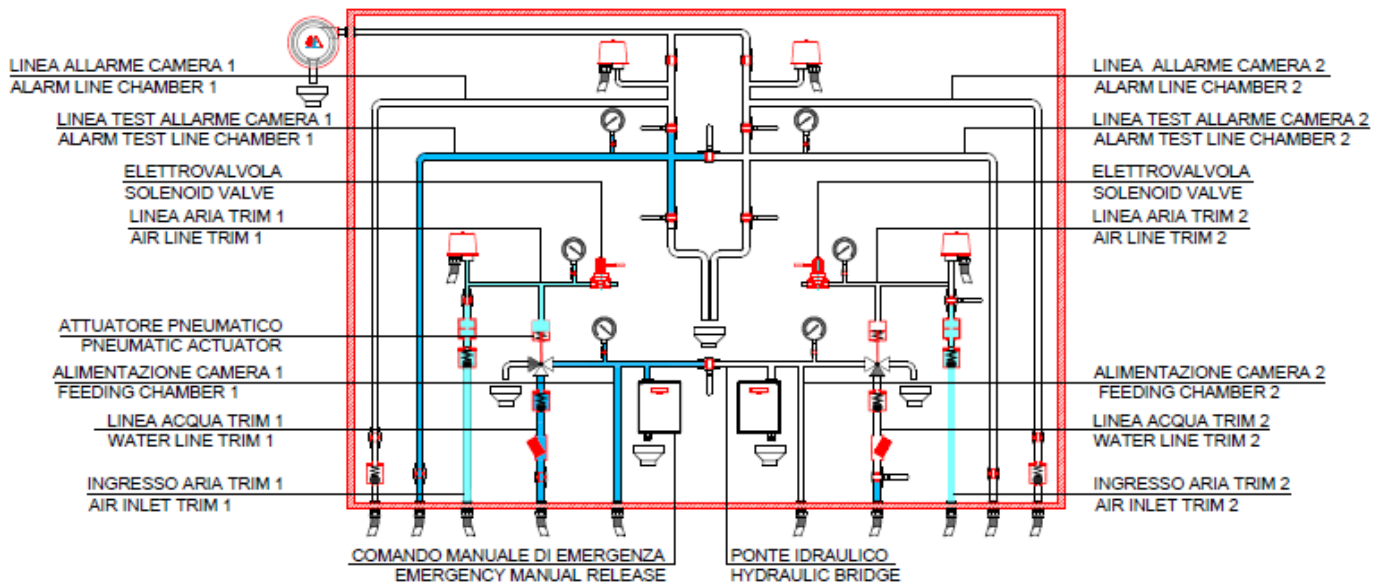 LINEA ALLARME CAMERA 1
ALARM LINE CHAMBER 1
LINEA TEST ALLARME CAMERA 1
ALARM TEST LINE CHAMBER 1
ELETTROVALVOLA
SOLENOID VALVE
LINEA ARIA TRIM 1
AIR LINE TRIM 1
ATTUATORE PNEUMATICO
PNEUMATIC ACTUATOR
ALIMENTAZIONE CAMERA 1
FEEDING CHAMBER 1
LINEA ACQUA TRIM 1
WATER LINE TRIM 1
INGRESSO ARIA TRIM 1
AIR INLET TRIM 1
COMANDO MANUALE DI EMERGENZA
EMERGENCY MANUAL RELEASE
PONTE IDRAULICO
HYDRAULIC BRIDGE
LINEA ALLARME CAMERA 2
ALARM LINE CHAMBER 2
LINEA TEST ALLARME CAMERA 2
ALARM TEST LINE CHAMBER 2
ELETTROVALVOLA
SOLENOID VALVE
LINEA ARIA TRIM 2
AIR LINE TRIM 2
ALIMENTAZIONE CAMERA 2
FEEDING CHAMBER 2
LINEA ACQUA TRIM 2
WATER LINE TRIM 2
INGRESSO ARIA TRIM 2
AIR INLET TRIM 2